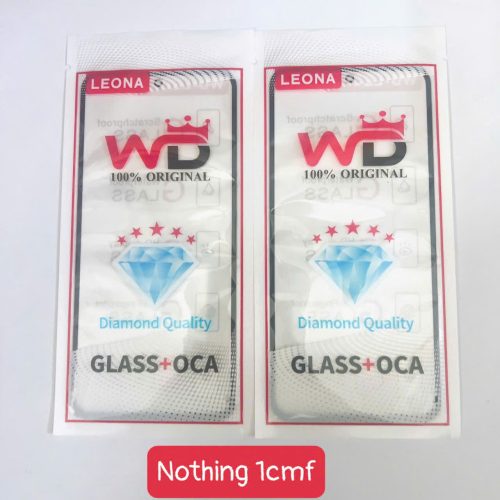 LEONA
WD
100% ORIGINAL
Diamond Quality
GLASS+OCA
LEONA
WD
100% ORIGINAL
Diamond Quality
GLASS+OCA
Nothing 1cmf